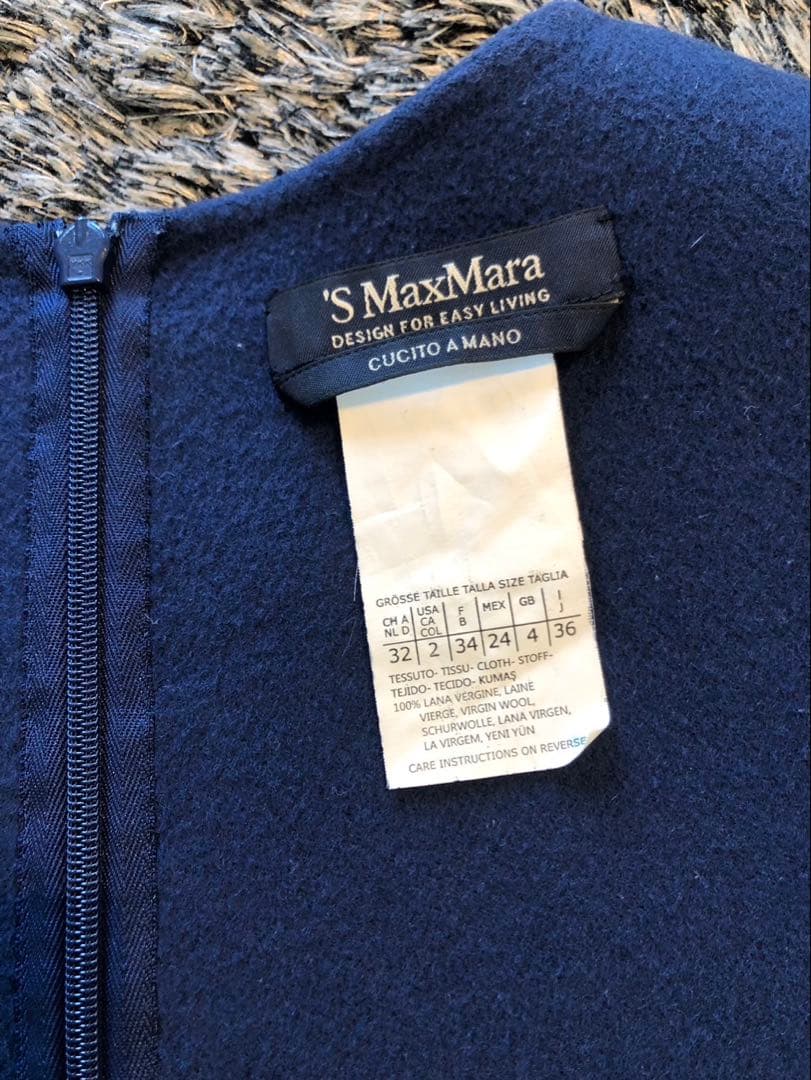 'S MaxMara
DESIGN FOR EASY LIVING
CUCITO A MANO
GRÖSSE TAILLE TALLA SIZE TAGLIA
CH A NL D USA CA COL F B MEX GB I J
32 2 34 24 4 36
TESSUTO- TISSU- CLOTH- STOFF-
TEJIDO- TECIDO- KUMAŞ
100% LANA VERGINE, LAINE
VIERGE, VIRGIN WOOL,
SCHURWOLLE, LANA VIRGEN,
LA VIRGEM, YENI YÜN
CARE INSTRUCTIONS ON REVERSE